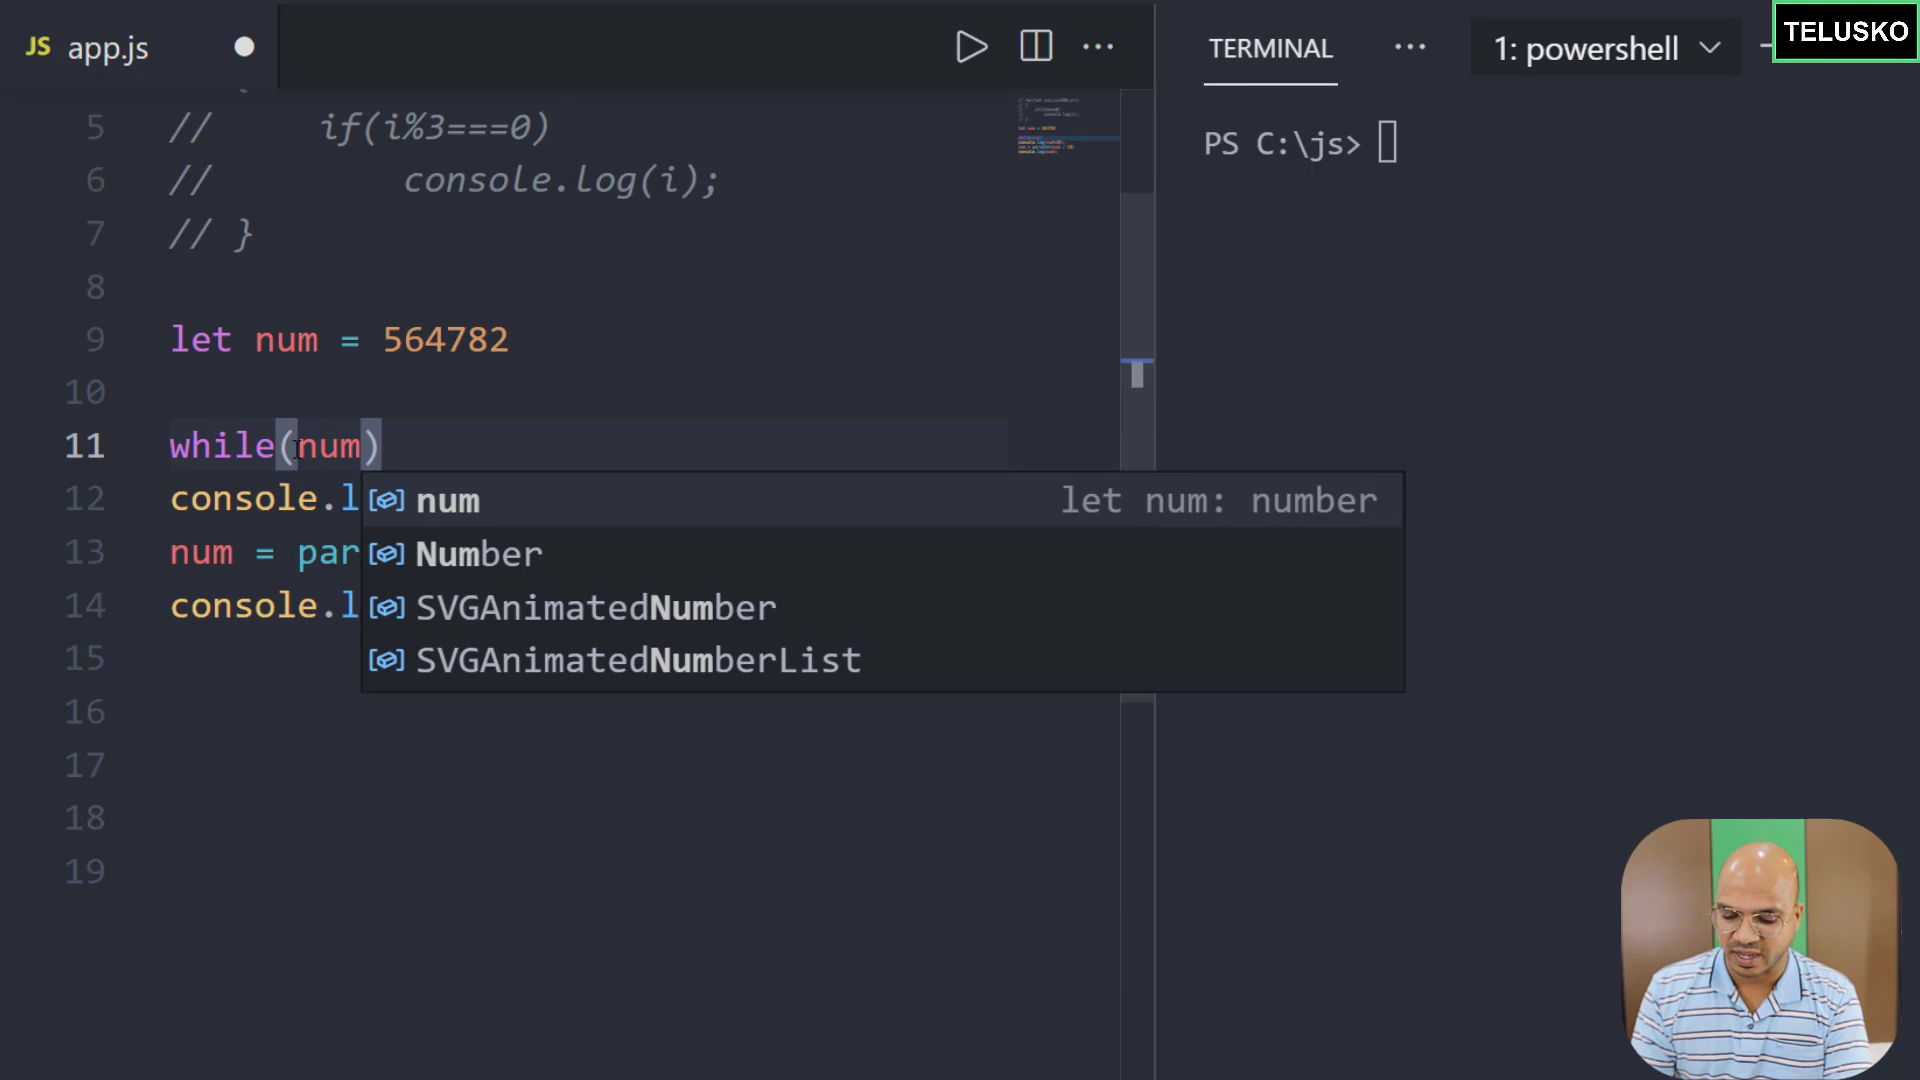 JS app.js
TERMINAL
1: powershell
TELUSKO
5 // if(i%3===0)
6 // console.log(i);
7 // }
8
9 let num = 564782
10
11 while(num)
12 console.l
13 num = par
14 console.l
15
16
17
18
19
num let num: number
Number
SVGAnimatedNumber
SVGAnimatedNumberList
PS C:\js>